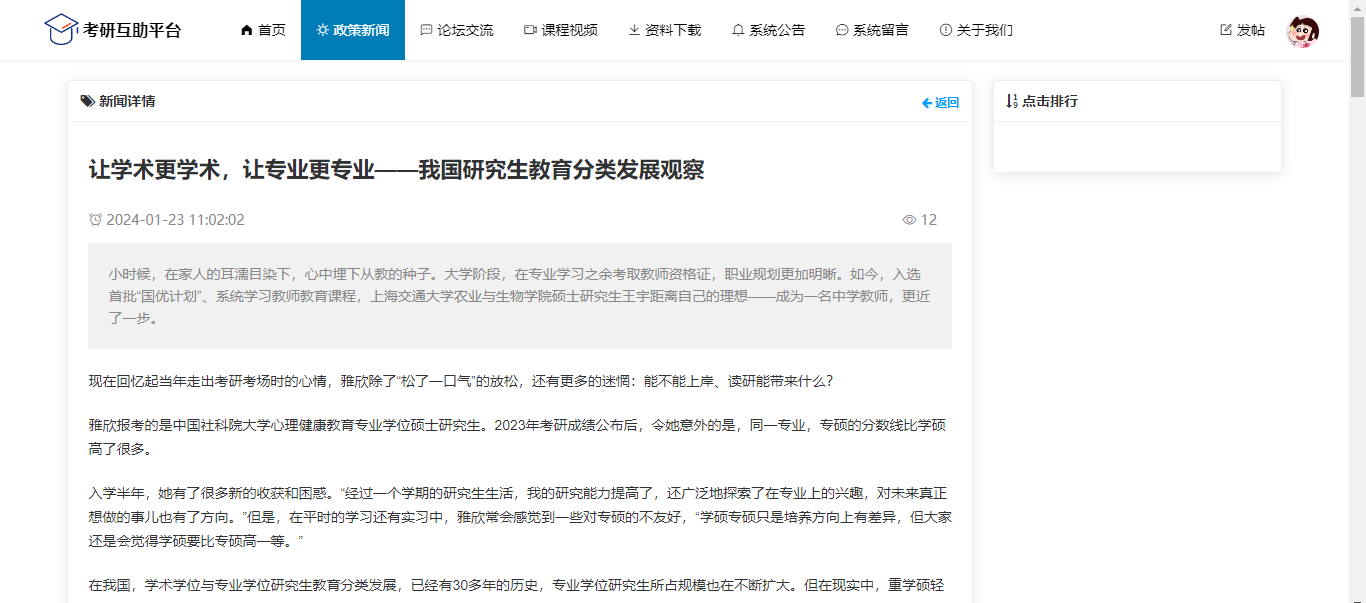 考研互助平台
首页
政策新闻
论坛交流
课程视频
资料下载
系统公告
系统留言
关于我们
发帖
新闻详情
返回
点击排行
让学术更学术，让专业更专业——我国研究生教育分类发展观察
2024-01-23 11:02:02
12
小时候，在家人的耳濡目染下，心中埋下从教的种子。大学阶段，在专业学习之余考取教师资格证，职业规划更加明晰。如今，入选
首批“国优计划”、系统学习教师教育课程，上海交通大学农业与生物学院硕士研究生王宇距离自己的理想——成为一名中学教师，更近
了一步。
现在回忆起当年走出考研考场时的心情，雅欣除了“松了一口气”的放松，还有更多的迷惘：能不能上岸、读研能带来什么？
雅欣报考的是中国社科院大学心理健康教育专业学位硕士研究生。2023年考研成绩公布后，令她意外的是，同一专业，专硕的分数线比学硕
高了很多。
入学半年，她有了很多新的收获和困惑。“经过一个学期的研究生生活，我的研究能力提高了，还广泛地探索了在专业上的兴趣，对未来真正
想做的事儿也有了方向。”但是，在平时的学习还有实习中，雅欣常会感觉到一些对专硕的不友好，“学硕专硕只是培养方向上有差异，但大家
还是会觉得学硕要比专硕高一等。”
在我国，学术学位与专业学位研究生教育分类发展，已经有30多年的历史，专业学位研究生所占规模也在不断扩大。但在现实中，重学硕轻